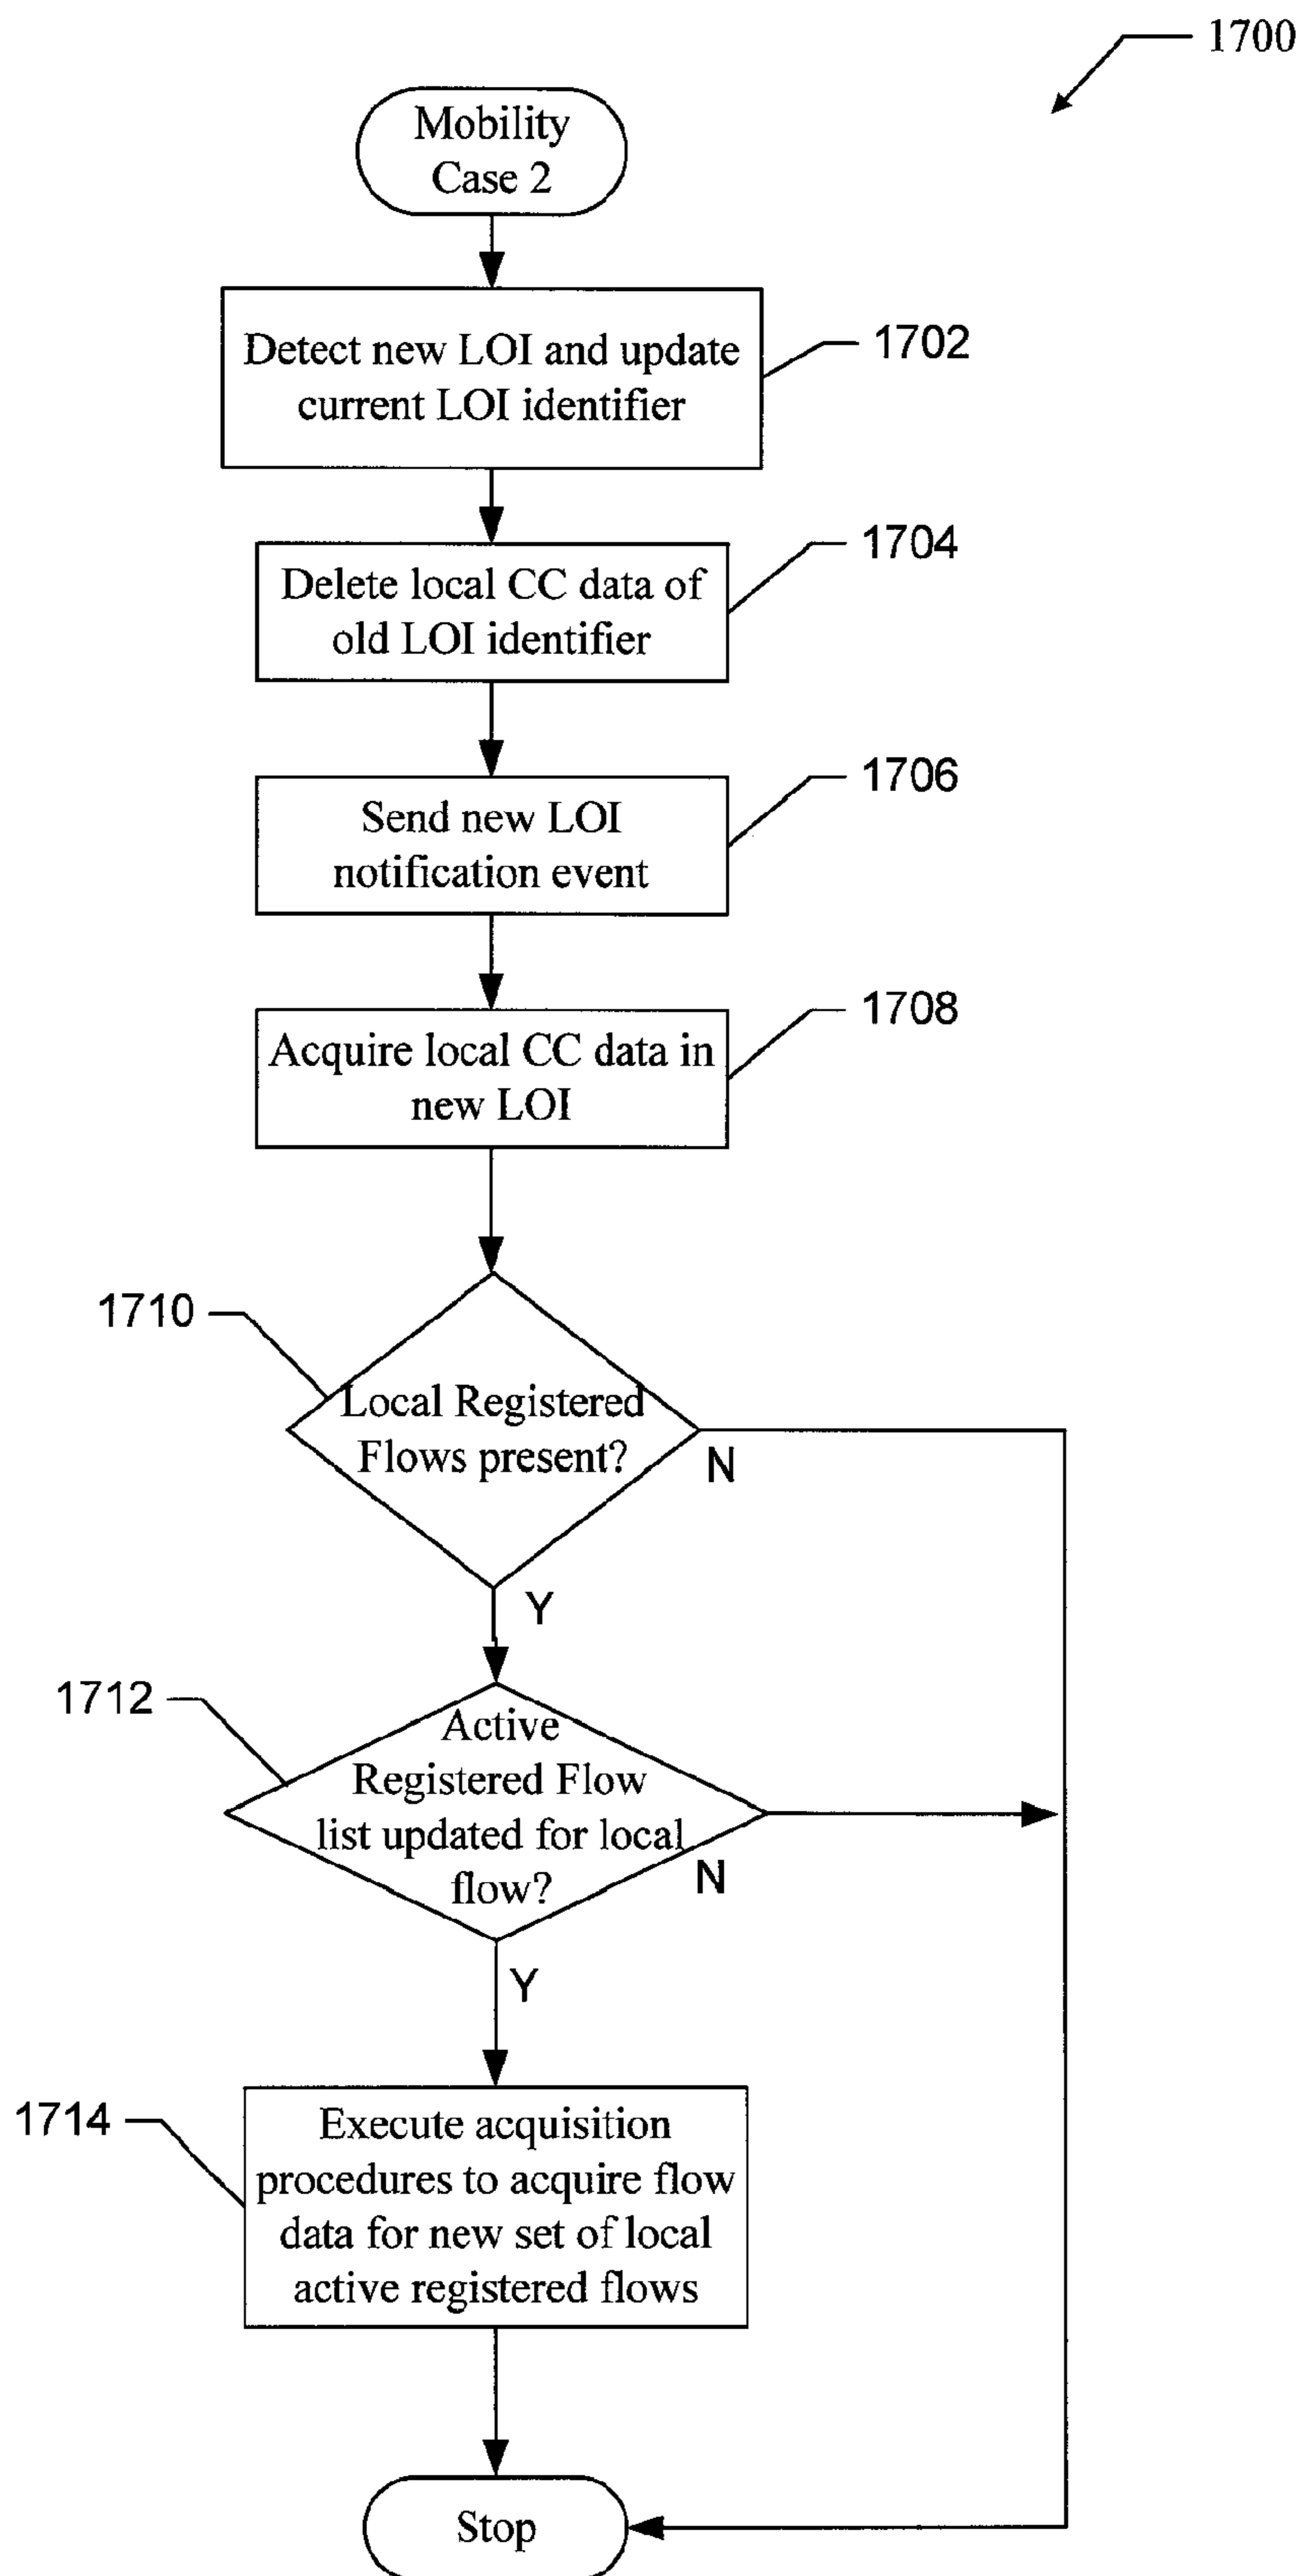 1700
Mobility
Case 2
Detect new LOI and update
current LOI identifier
1702
Delete local CC data of
old LOI identifier
1704
Send new LOI
notification event
1706
Acquire local CC data in
new LOI
1708
1710
Local Registered
Flows present?
N
Y
1712
Active
Registered Flow
list updated for local
flow?
N
Y
1714
Execute acquisition
procedures to acquire flow
data for new set of local
active registered flows
Stop